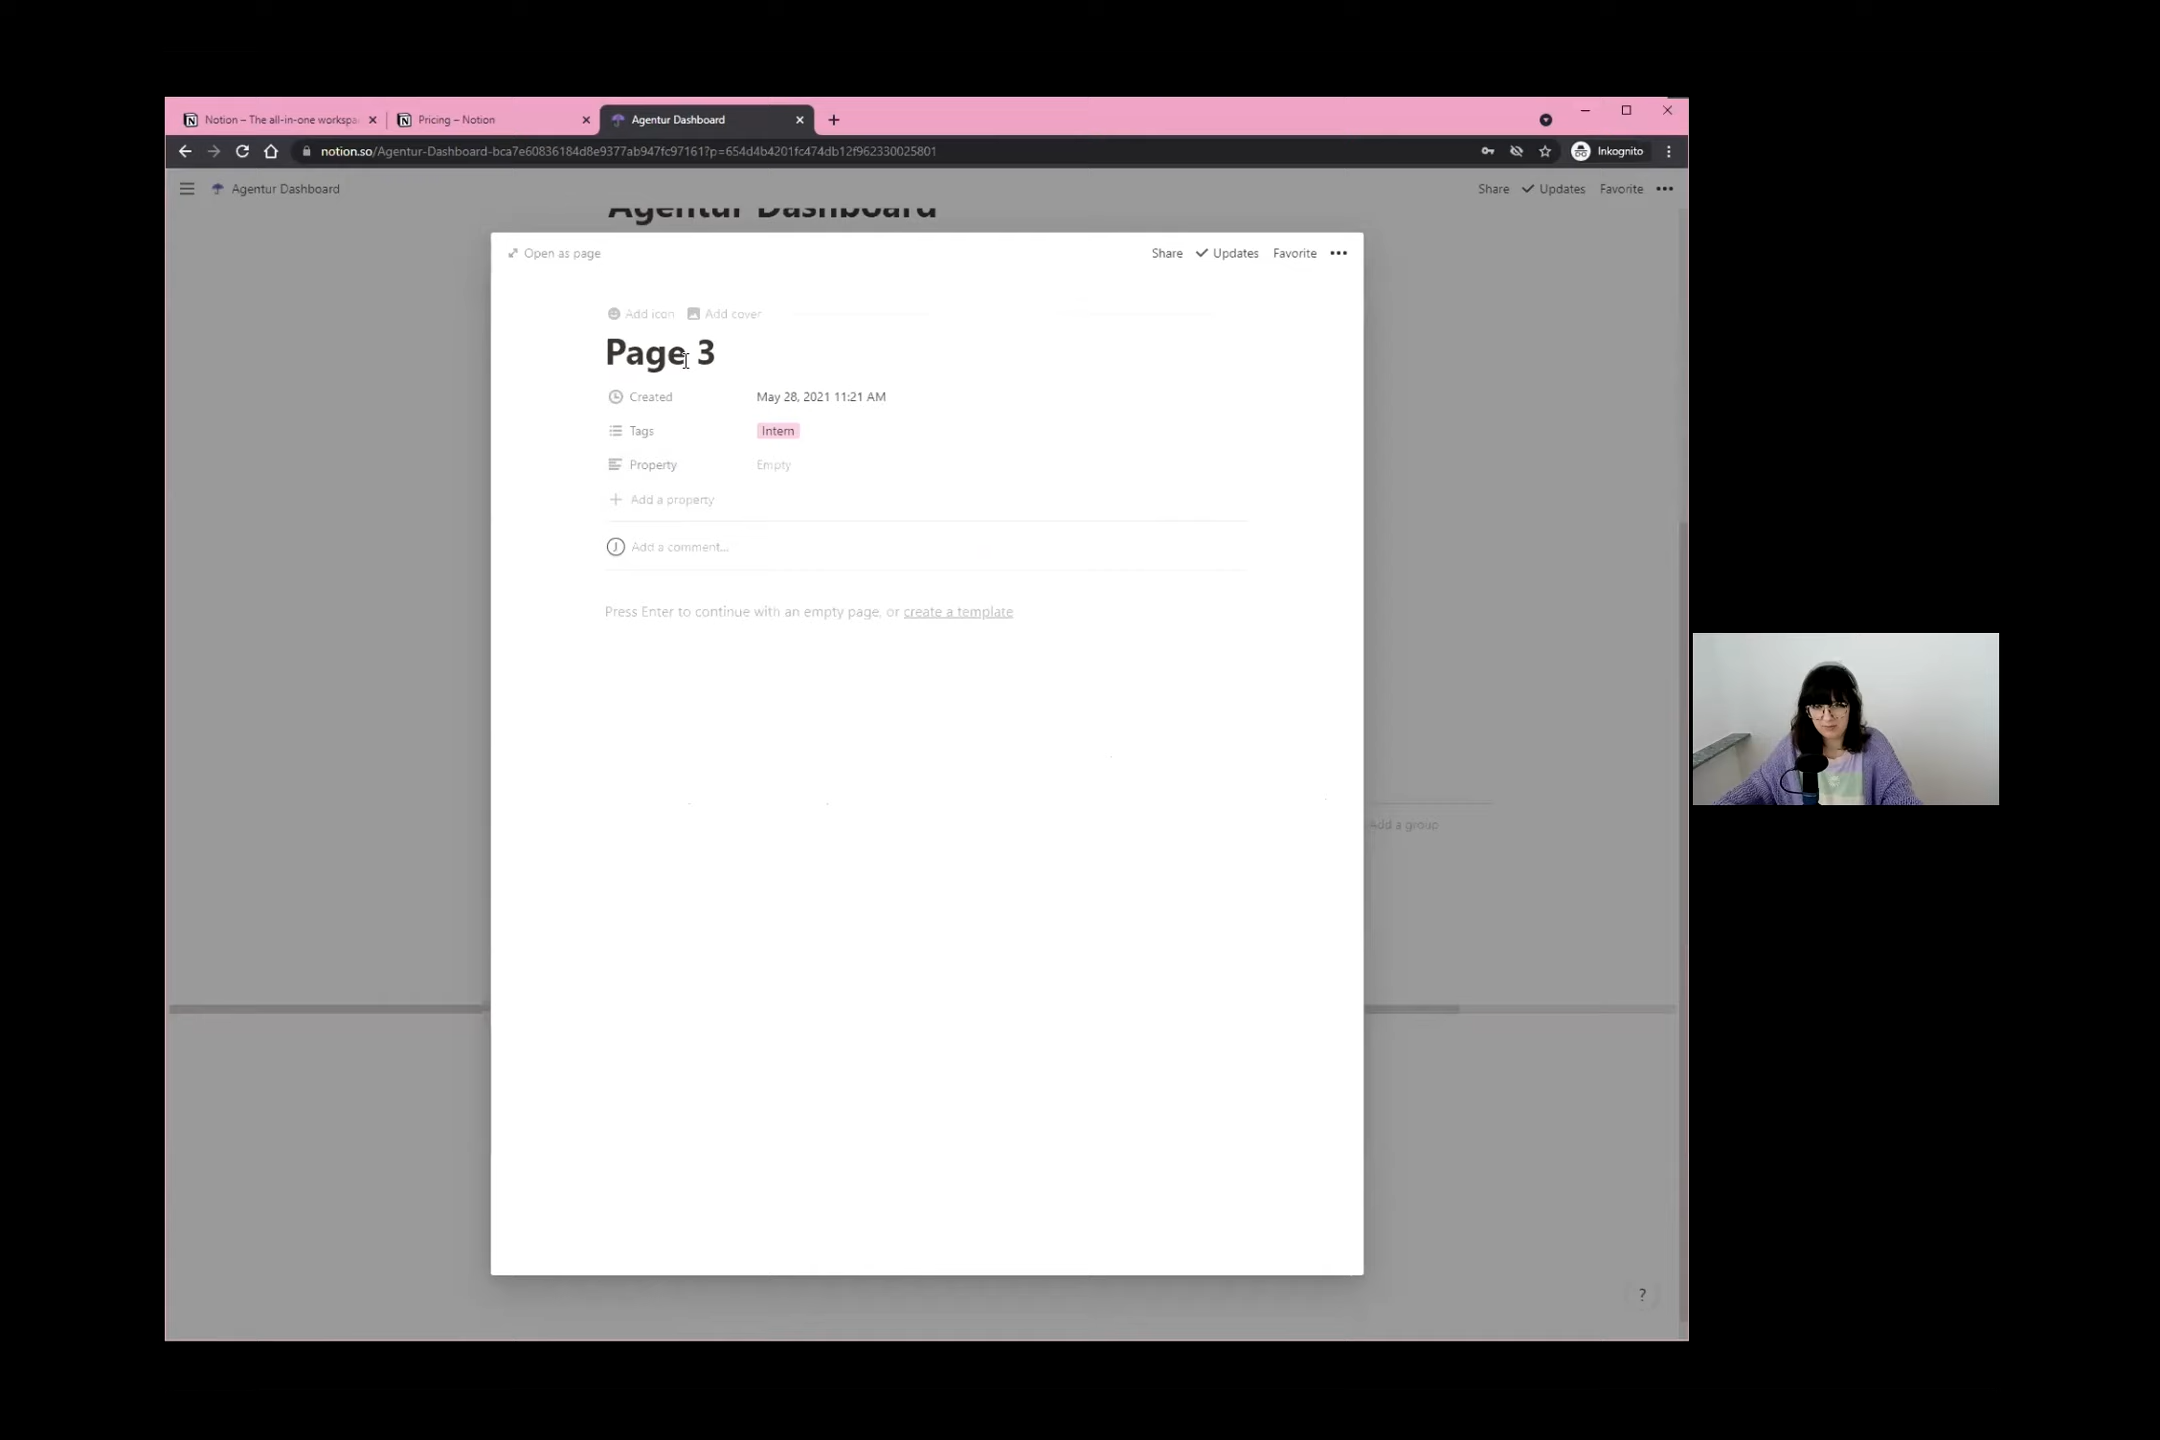 Notion – The all-in-one workspa
Pricing – Notion
Agentur Dashboard
notion.so/Agentur-Dashboard-bca7e60836184d8e9377ab947fc97161?p=654d4b4201fc474db12f962330025801
Inkognito
Agentur Dashboard
Share
Updates
Favorite
Agentur Dashboard
Open as page
Share
Updates
Favorite
Add icon
Add cover
Page 3
Created May 28, 2021 11:21 AM
Tags Intern
Property Empty
Add a property
J Add a comment...
Press Enter to continue with an empty page, or create a template
Add a group
?